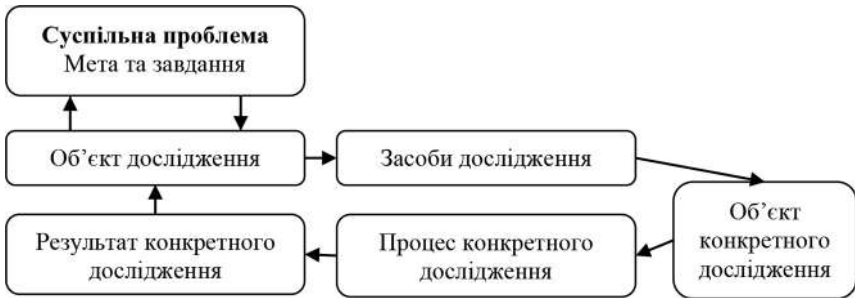 Суспільна проблема
Мета та завдання
Об’єкт дослідження
Засоби дослідження
Об’єкт
конкретного
дослідження
Процес конкретного
дослідження
Результат конкретного
дослідження